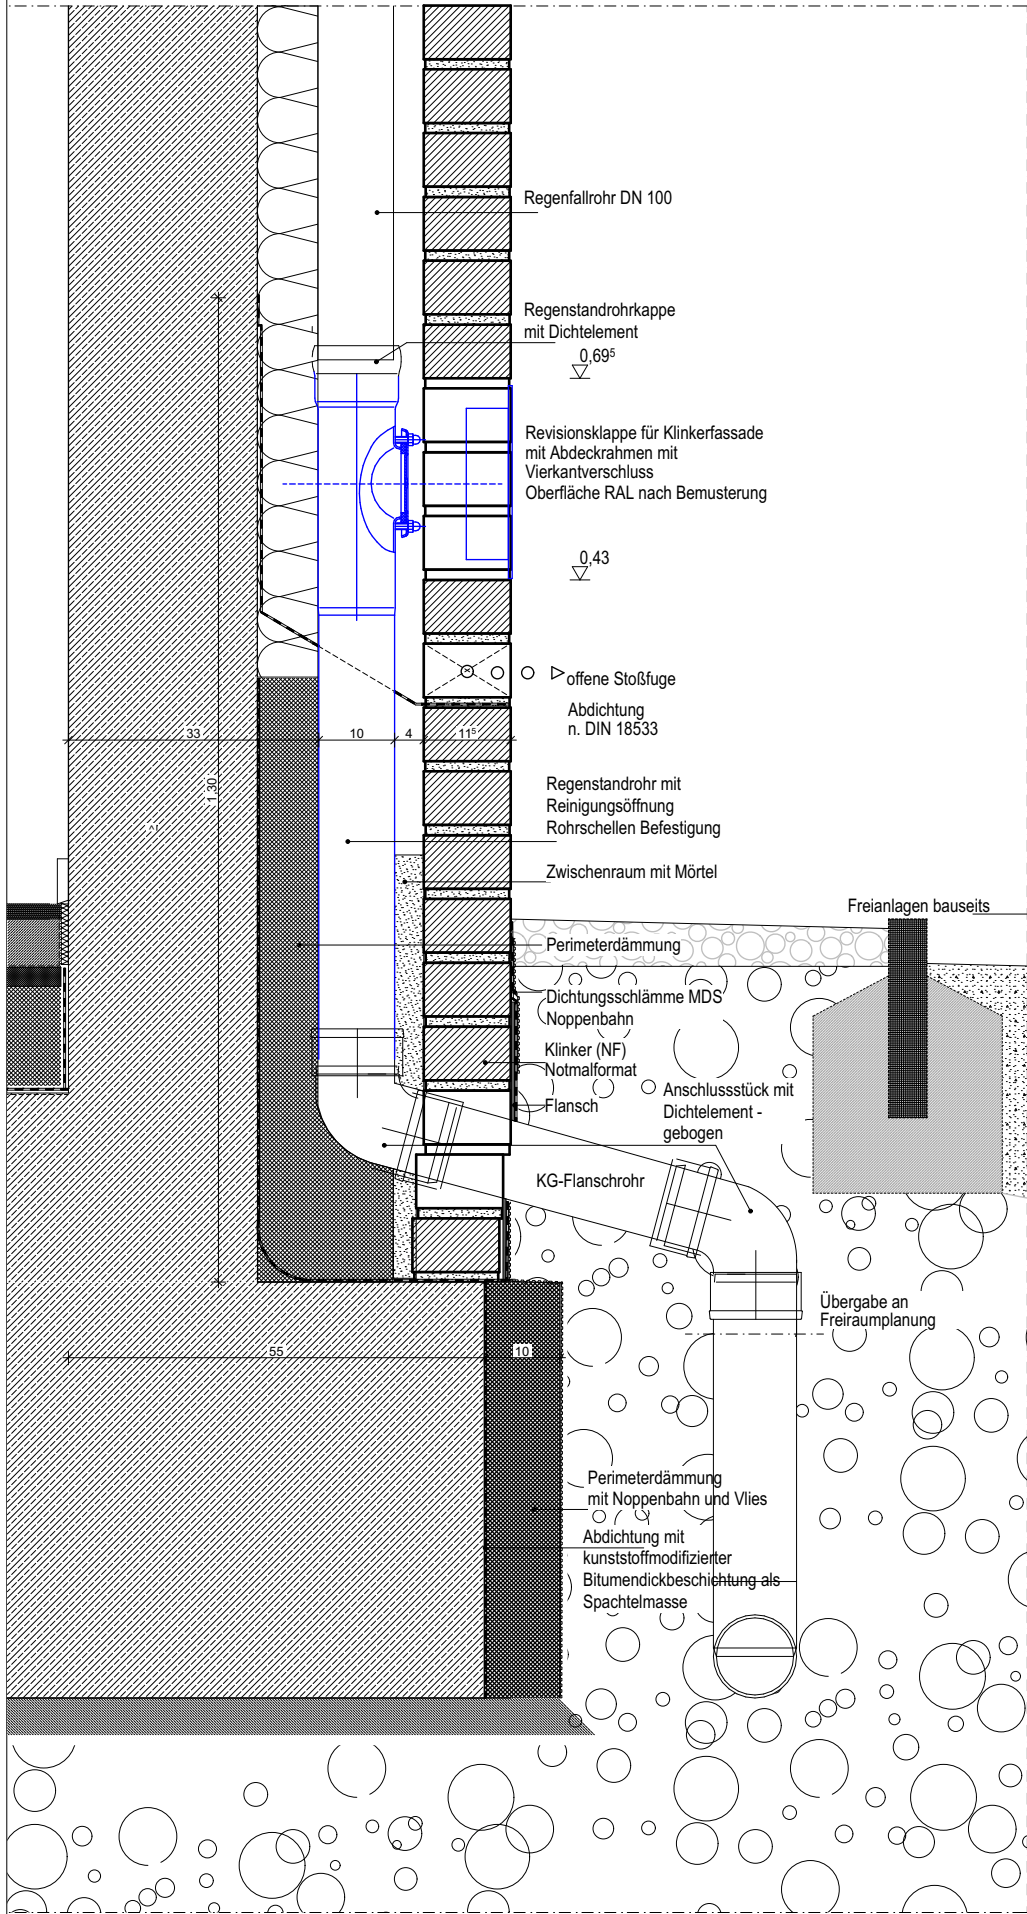 Regenfallrohr DN 100
Regenstandrohrkappe
mit Dichtelement
0,69⁵
Revisionsklappe für Klinkerfassade
mit Abdeckrahmen mit
Vierkantverschluss
Oberfläche RAL nach Bemusterung
0,43
offene Stoßfuge
Abdichtung
n. DIN 18533
33
10
4
11⁵
1,30
Regenstandrohr mit
Reinigungsöffnung
Rohrschellen Befestigung
Zwischenraum mit Mörtel
Freianlagen bauseits
Perimeterdämmung
Dichtungsschlämme MDS
Noppenbahn
Klinker (NF)
Notmalformat
Flansch
Anschlussstück mit
Dichtelement -
gebogen
KG-Flanschrohr
Übergabe an
Freiraumplanung
55
10
Perimeterdämmung
mit Noppenbahn und Vlies
Abdichtung mit
kunststoffmodifizierter
Bitumendickbeschichtung als
Spachtelmasse